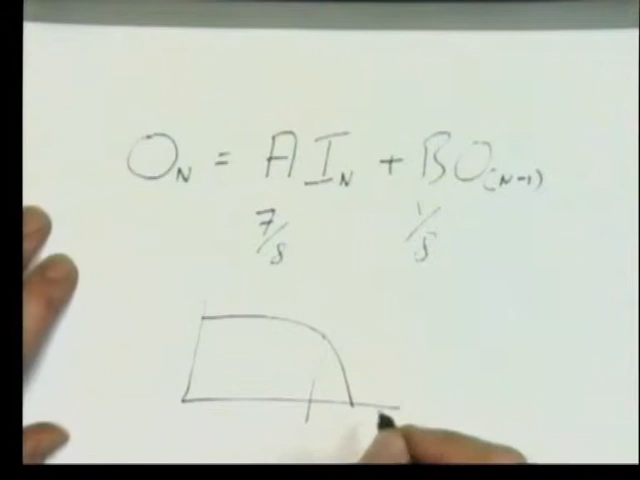 O_N = A I_N + B O_(N-1)
7/8 1/8